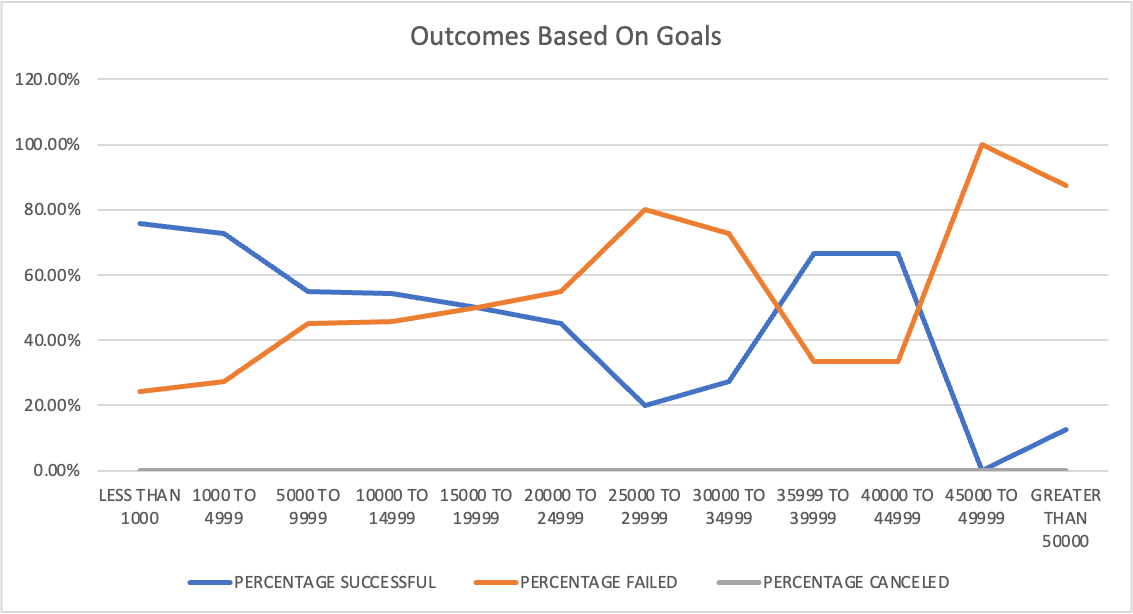 Outcomes Based On Goals
120.00%
100.00%
80.00%
60.00%
40.00%
20.00%
0.00%
LESS THAN 1000 TO 5000 TO 10000 TO 15000 TO 20000 TO 25000 TO 30000 TO 35999 TO 40000 TO 45000 TO GREATER
1000 4999 9999 14999 19999 24999 29999 34999 39999 44999 49999 THAN
50000
PERCENTAGE SUCCESSFUL PERCENTAGE FAILED PERCENTAGE CANCELED